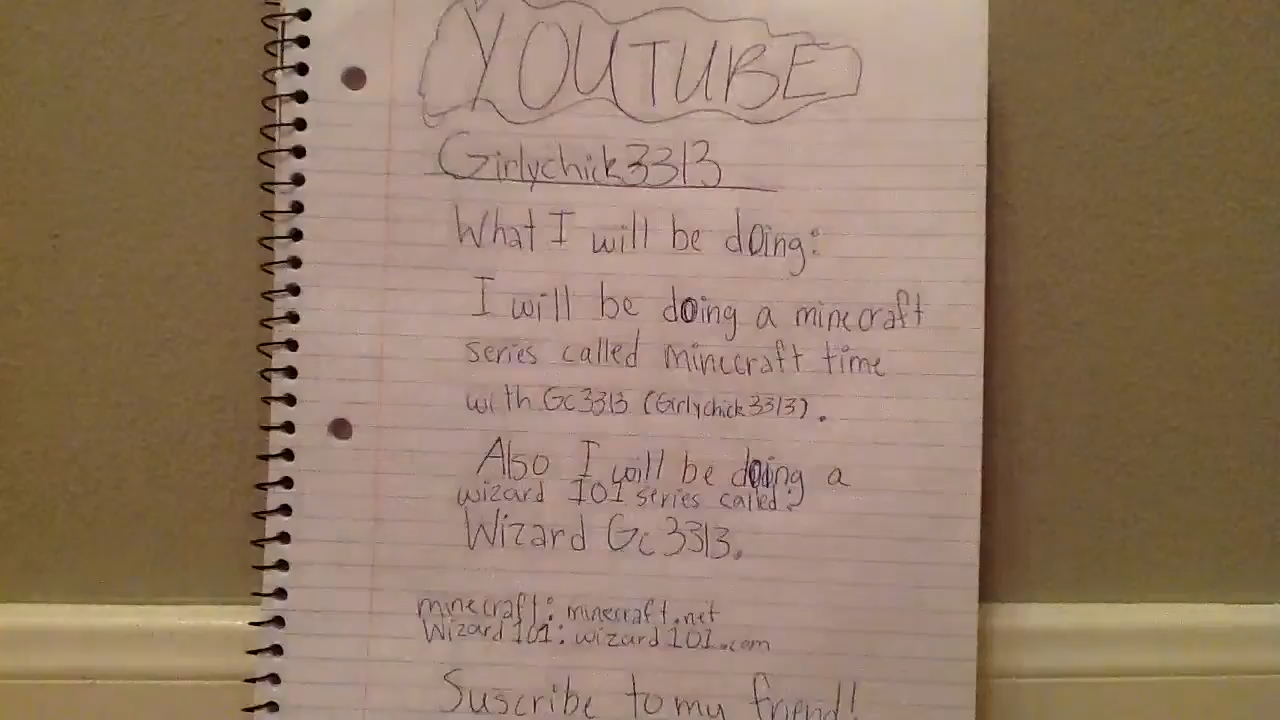 YOUTUBE
Girlychick3313
What I will be doing:
I will be doing a minecraft
series called minecraft time
with Gc3313 (Girlychick3313).
Also I will be doing a
wizard 101 series called:
Wizard Gc3313.
minecraft: minecraft.net
Wizard 101: wizard101.com
Suscribe to my friend!